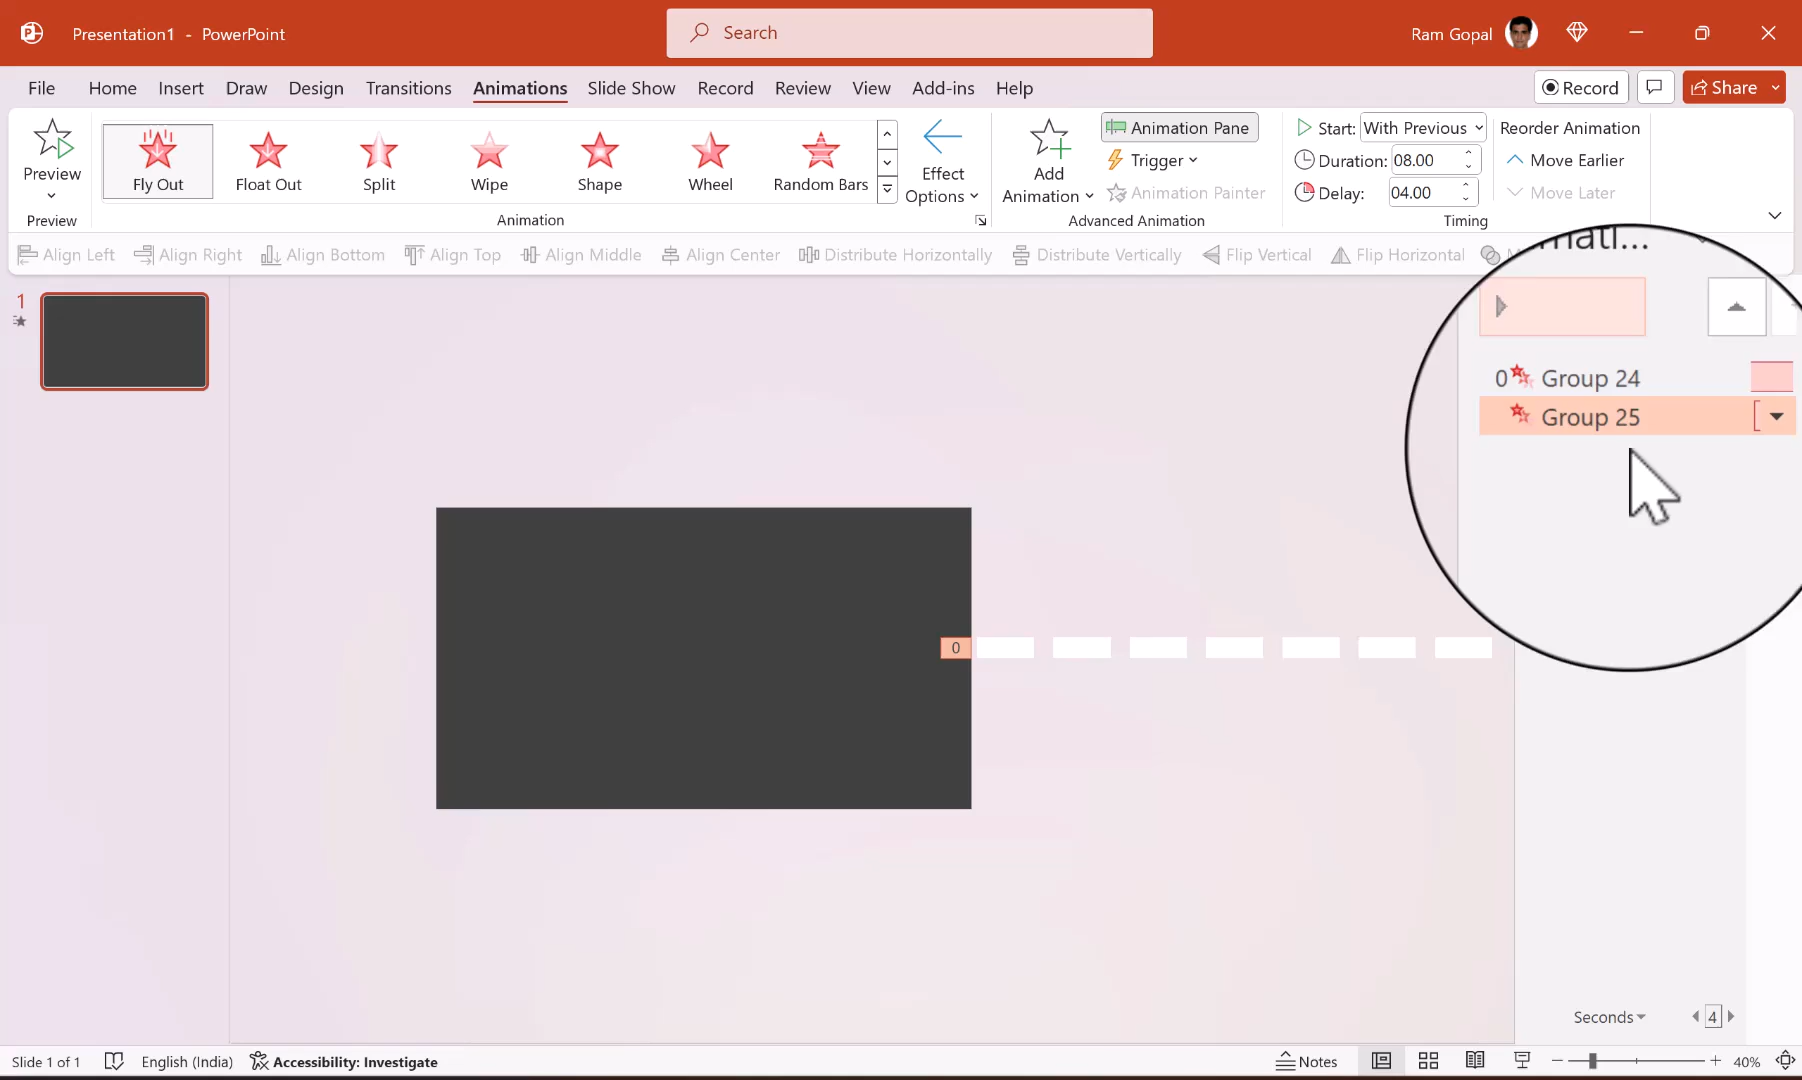 Presentation1 - PowerPoint
Search
Ram Gopal
File Home Insert Draw Design Transitions Animations Slide Show Record Review View Add-ins Help
Record
Share
Preview
Preview
Fly Out Float Out Split Wipe Shape Wheel Random Bars
Animation
Effect
Options
Add
Animation
Animation Pane
Trigger
Animation Painter
Advanced Animation
Start: With Previous
Duration: 08.00
Delay: 04.00
Reorder Animation
Move Earlier
Move Later
Timing
Align Left Align Right Align Bottom Align Top Align Middle Align Center Distribute Horizontally Distribute Vertically Flip Vertical Flip Horizontal
1
0 Group 24
Group 25
0
Seconds 4
Slide 1 of 1 English (India) Accessibility: Investigate Notes 40%